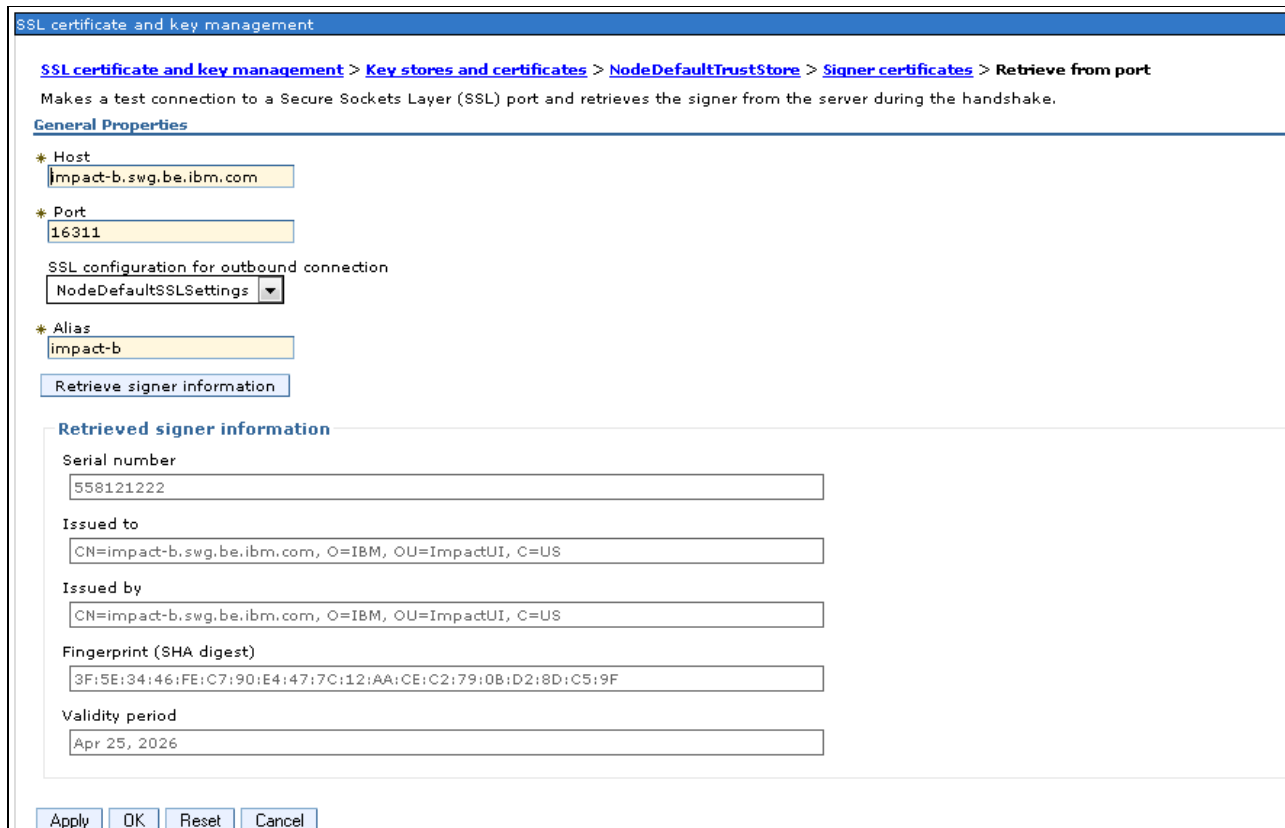 SSL certificate and key management
SSL certificate and key management > Key stores and certificates > NodeDefaultTrustStore > Signer certificates > Retrieve from port
Makes a test connection to a Secure Sockets Layer (SSL) port and retrieves the signer from the server during the handshake.
General Properties
* Host
impact-b.swg.be.ibm.com
* Port
16311
SSL configuration for outbound connection
NodeDefaultSSLSettings
* Alias
impact-b
Retrieve signer information
Retrieved signer information
Serial number
558121222
Issued to
CN=impact-b.swg.be.ibm.com, O=IBM, OU=ImpactUI, C=US
Issued by
CN=impact-b.swg.be.ibm.com, O=IBM, OU=ImpactUI, C=US
Fingerprint (SHA digest)
3F:5E:34:46:FE:C7:90:E4:47:7C:12:AA:CE:C2:79:0B:D2:8D:C5:9F
Validity period
Apr 25, 2026
Apply OK Reset Cancel